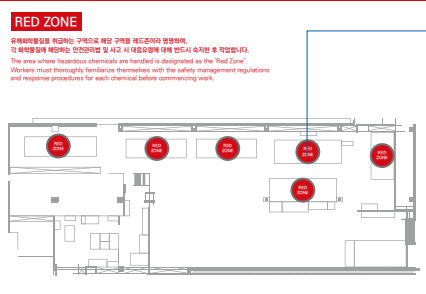 RED ZONE
유해화학물질을 취급하는 구역으로 해당 구역을 레드존이라 명명하며,
각 화학물질에 해당하는 안전관리법 및 사고 시 대응요령에 대해 반드시 숙지한 후 작업합니다.
The area where hazardous chemicals are handled is designated as the 'Red Zone'.
Workers must thoroughly familiarize themselves with the safety management regulations
and response procedures for each chemical before commencing work.
RED
ZONE
RED
ZONE
RED
ZONE
RED
ZONE
RED
ZONE
RED
ZONE